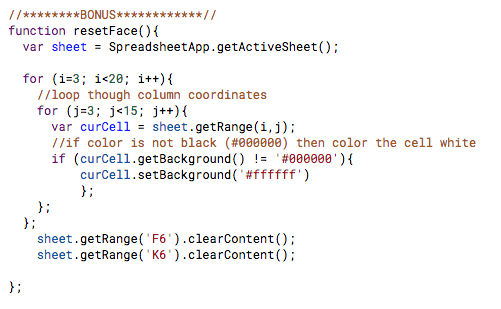 //********BONUS************//
function resetFace(){
  var sheet = SpreadsheetApp.getActiveSheet();

  for (i=3; i<20; i++){
    //loop though column coordinates
    for (j=3; j<15; j++){
      var curCell = sheet.getRange(i,j);
      //if color is not black (#000000) then color the cell white
      if (curCell.getBackground() != '#000000'){
          curCell.setBackground('#ffffff')
          };
    };
  };
    sheet.getRange('F6').clearContent();
    sheet.getRange('K6').clearContent();

};